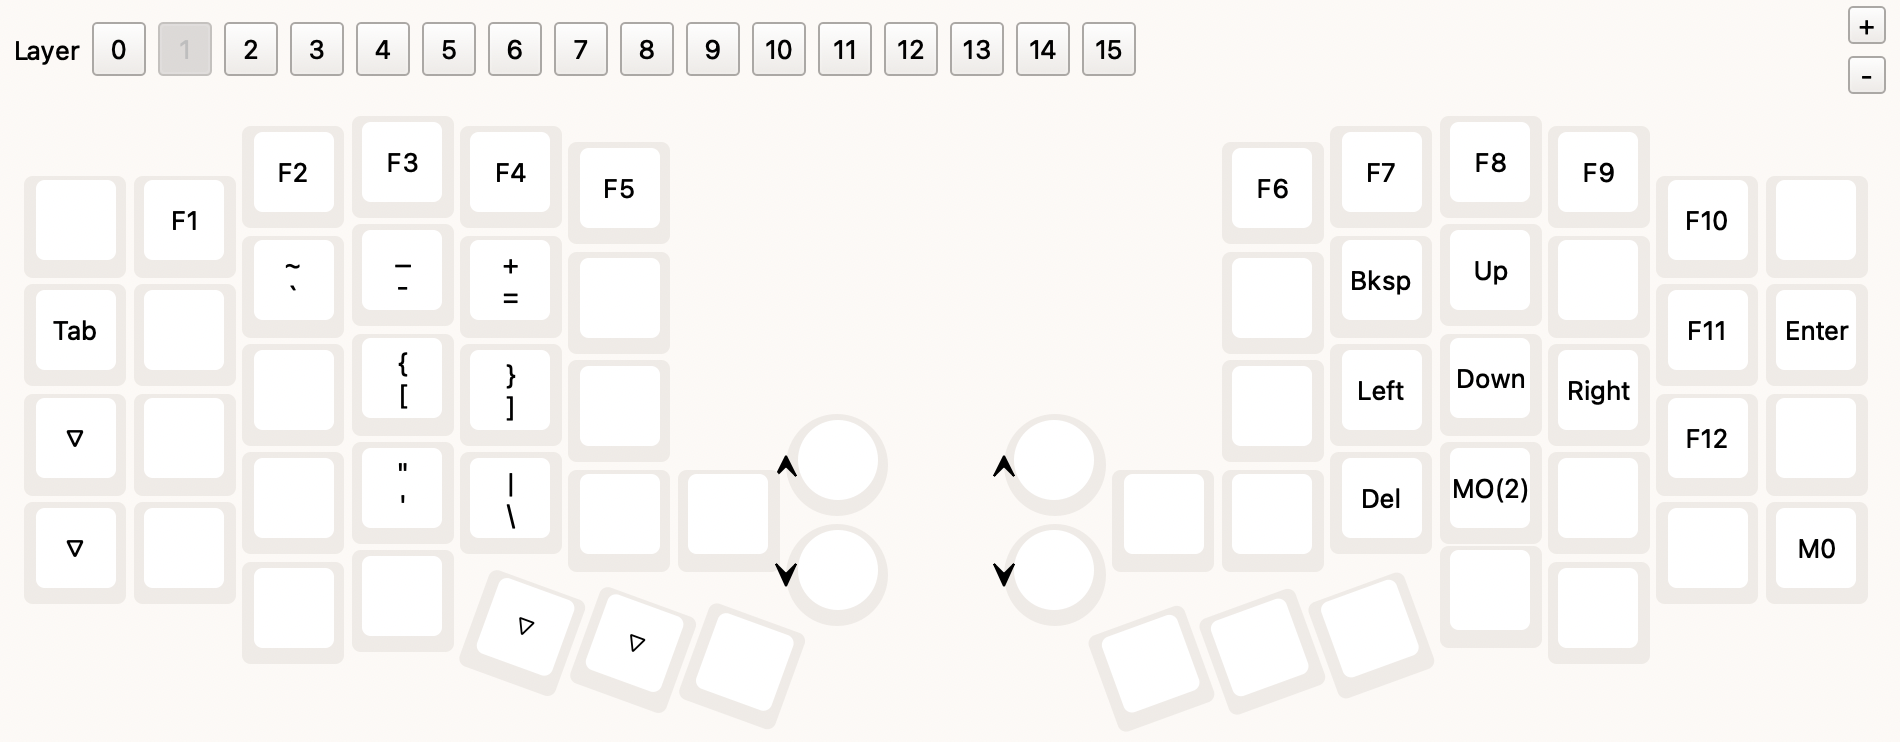 Layer 0 1 2 3 4 5 6 7 8 9 10 11 12 13 14 15
+
-
F1 F2 F3 F4 F5 F6 F7 F8 F9 F10
~
`
_
-
+
=
Bksp Up
Tab F11 Enter
{
[
}
]
Left Down Right
▽ F12
"
'
|
\
Del MO(2)
▽ M0
▽ ▽